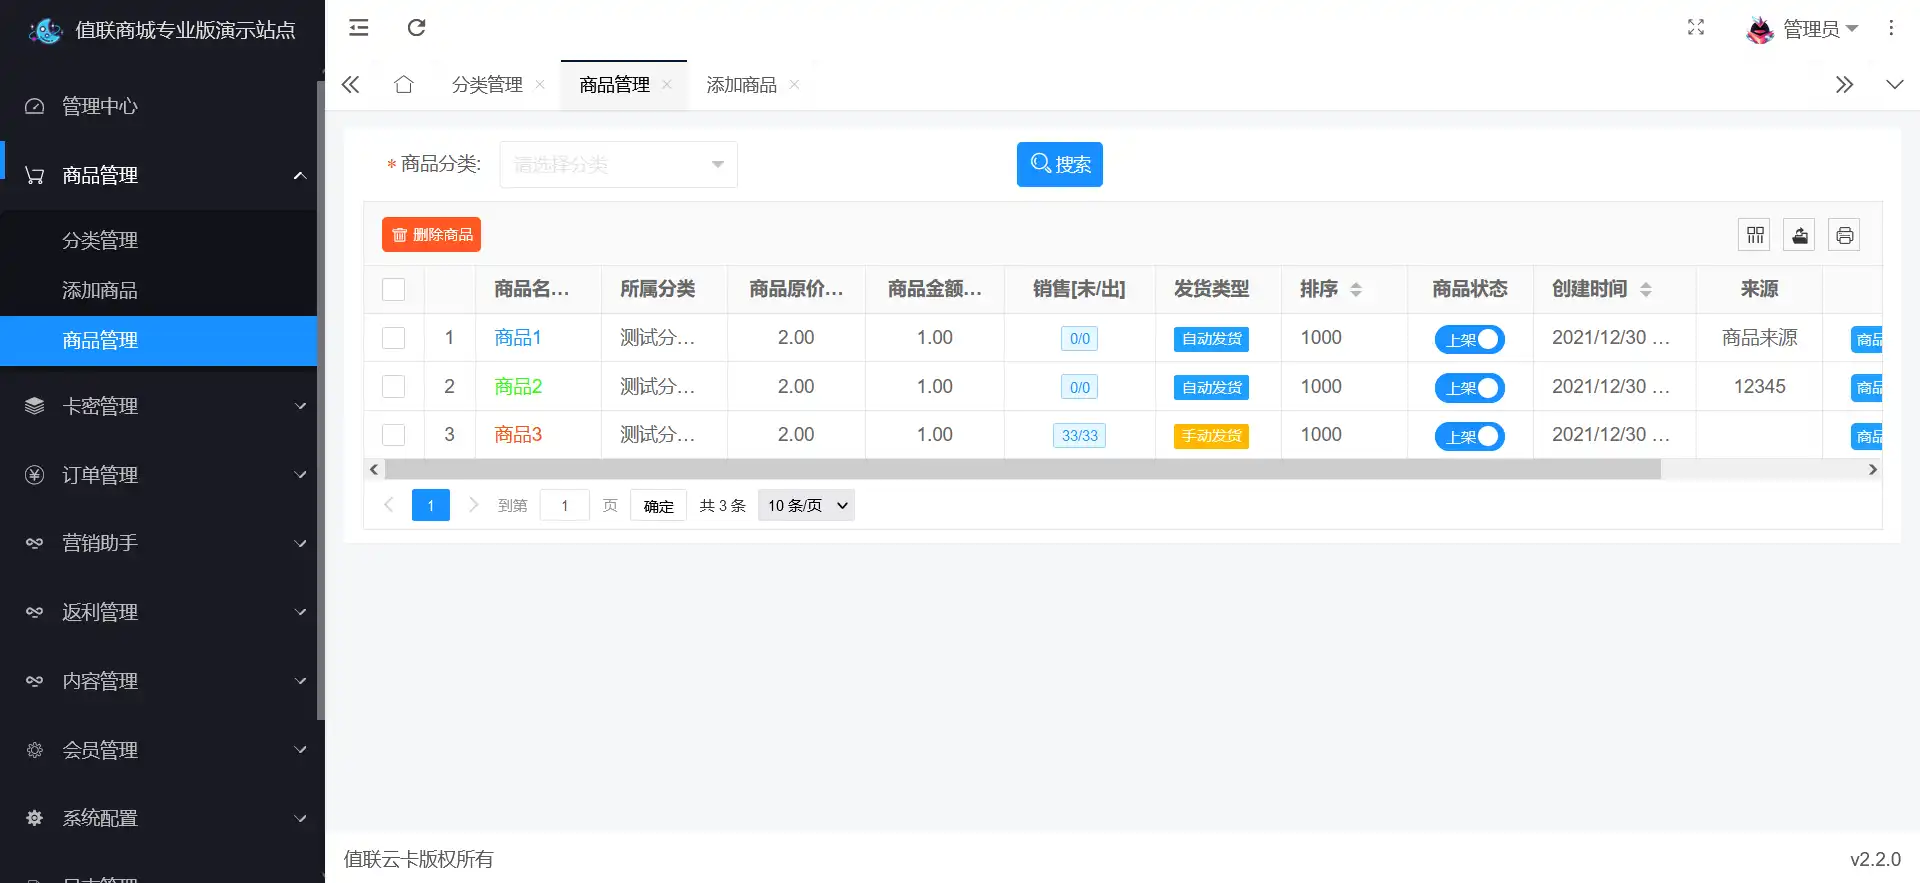 值联商城专业版演示站点
管理员
分类管理
商品管理
添加商品
管理中心
商品管理
分类管理
添加商品
商品管理
卡密管理
订单管理
营销助手
返利管理
内容管理
会员管理
系统配置
*商品分类:
请选择分类
搜索
删除商品
商品名... 所属分类 商品原价... 商品金额... 销售[未/出] 发货类型 排序 商品状态 创建时间 来源
1 商品1 测试分... 2.00 1.00 0/0 自动发货 1000 上架 2021/12/30 ... 商品来源 商品
2 商品2 测试分... 2.00 1.00 0/0 自动发货 1000 上架 2021/12/30 ... 12345 商品
3 商品3 测试分... 2.00 1.00 33/33 手动发货 1000 上架 2021/12/30 ... 商品
1 到第 1 页 确定 共 3 条 10 条/页
值联云卡版权所有
v2.2.0